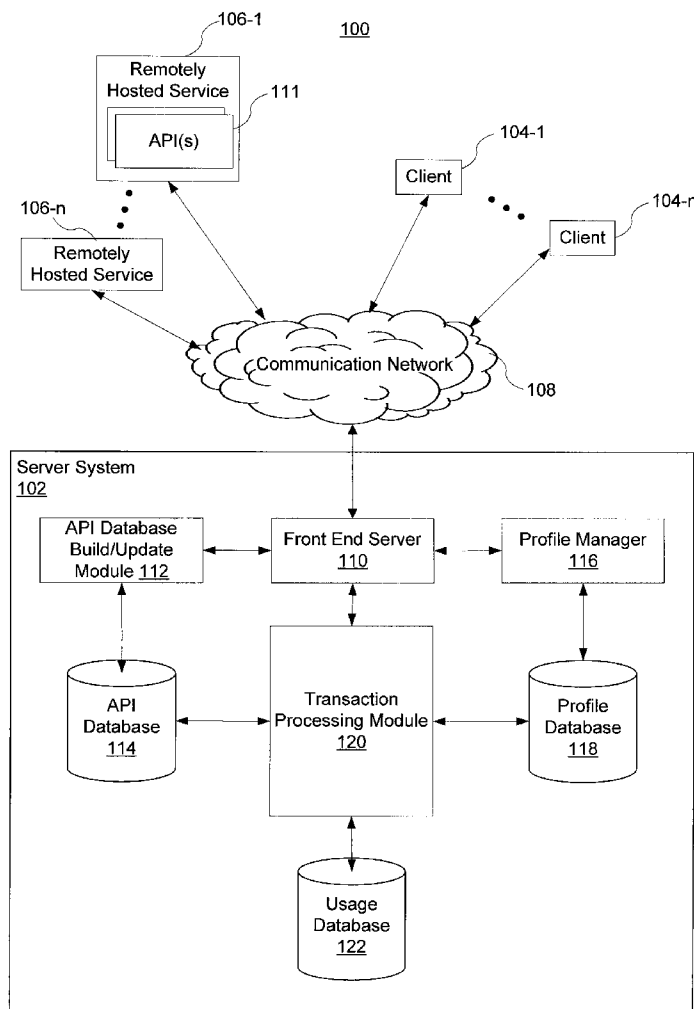 106-1
100
Remotely
Hosted Service
111
API(s)
104-1
Client
104-n
106-n
Client
Remotely
Hosted Service
Communication Network
108
Server System
102
API Database
Build/Update
Module 112
Front End Server
110
Profile Manager
116
API
Database
114
Transaction
Processing Module
120
Profile
Database
118
Usage
Database
122